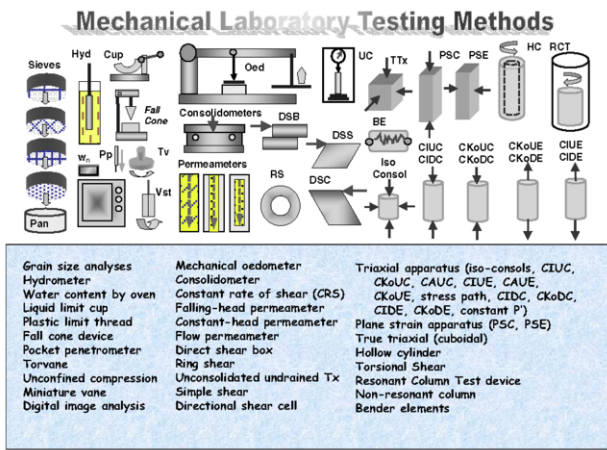 Mechanical Laboratory Testing Methods
Sieves
Hyd
Cup
Oed
UC
TTx
PSC PSE
HC
RCT
Fall
Cone
Consolidometers
DSB
DSS
BE
Pp
Tv
wn
Permeameters
RS
DSC
Iso
Consol
CIUC
CIDC
CKoUC
CKoDC
CKoUE
CKoDE
CIUE
CIDE
Vst
Pan
Grain size analyses
Hydrometer
Water content by oven
Liquid limit cup
Plastic limit thread
Fall cone device
Pocket penetrometer
Torvane
Unconfined compression
Miniature vane
Digital image analysis
Mechanical oedometer
Consolidometer
Constant rate of shear (CRS)
Falling-head permeameter
Constant-head permeameter
Flow permeameter
Direct shear box
Ring shear
Unconsolidated undrained Tx
Simple shear
Directional shear cell
Triaxial apparatus (iso-consols, CIUC,
CKoUC, CAUC, CIUE, CAUE,
CKoUE, stress path, CIDC, CKoDC,
CIDE, CKoDE, constant P')
Plane strain apparatus (PSC, PSE)
True triaxial (cuboidal)
Hollow cylinder
Torsional Shear
Resonant Column Test device
Non-resonant column
Bender elements